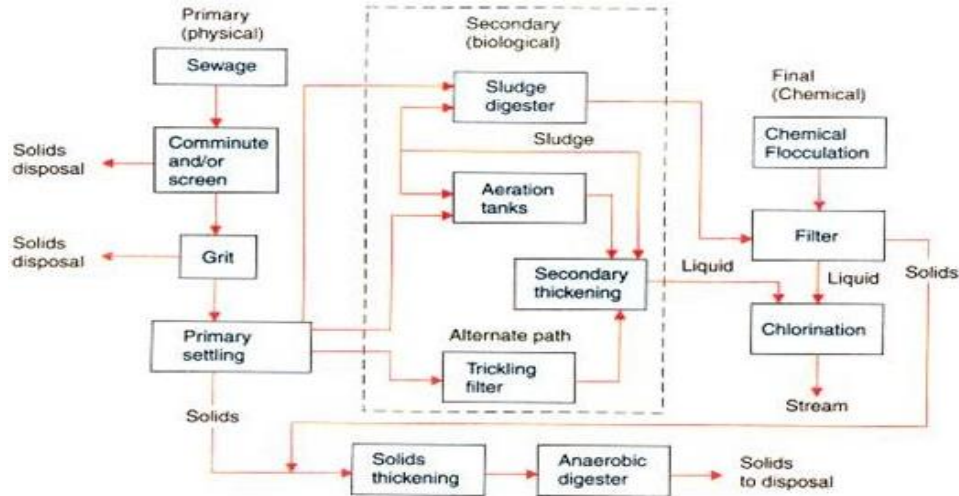 Primary
(physical)
Sewage
Solids
disposal
Comminute
and/or
screen
Solids
disposal
Grit
Primary
settling
Solids
Secondary
(biological)
Sludge
digester
Sludge
Aeration
tanks
Secondary
thickening
Alternate path
Trickling
filter
Liquid
Final
(Chemical)
Chemical
Flocculation
Filter
Liquid
Solids
Chlorination
Stream
Solids
thickening
Anaerobic
digester
Solids
to disposal